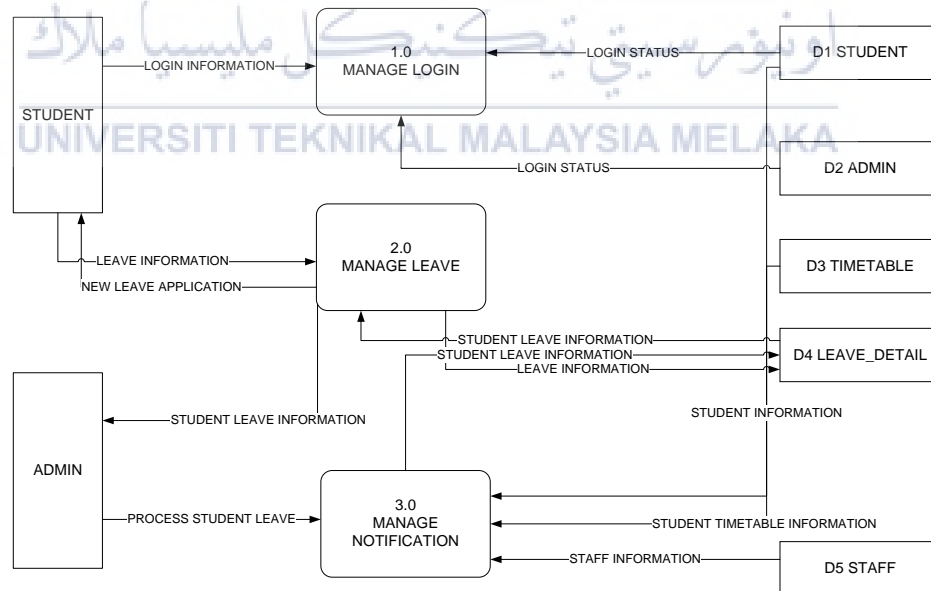 اونيۏرسيتي تيكنيكل مليسيا ملاك
UNIVERSITI TEKNIKAL MALAYSIA MELAKA
STUDENT
LOGIN INFORMATION
1.0
MANAGE LOGIN
LOGIN STATUS
D1 STUDENT
LOGIN STATUS
D2 ADMIN
LEAVE INFORMATION
NEW LEAVE APPLICATION
2.0
MANAGE LEAVE
D3 TIMETABLE
STUDENT LEAVE INFORMATION
STUDENT LEAVE INFORMATION
LEAVE INFORMATION
D4 LEAVE_DETAIL
STUDENT LEAVE INFORMATION
STUDENT INFORMATION
ADMIN
PROCESS STUDENT LEAVE
3.0
MANAGE
NOTIFICATION
STUDENT TIMETABLE INFORMATION
STAFF INFORMATION
D5 STAFF